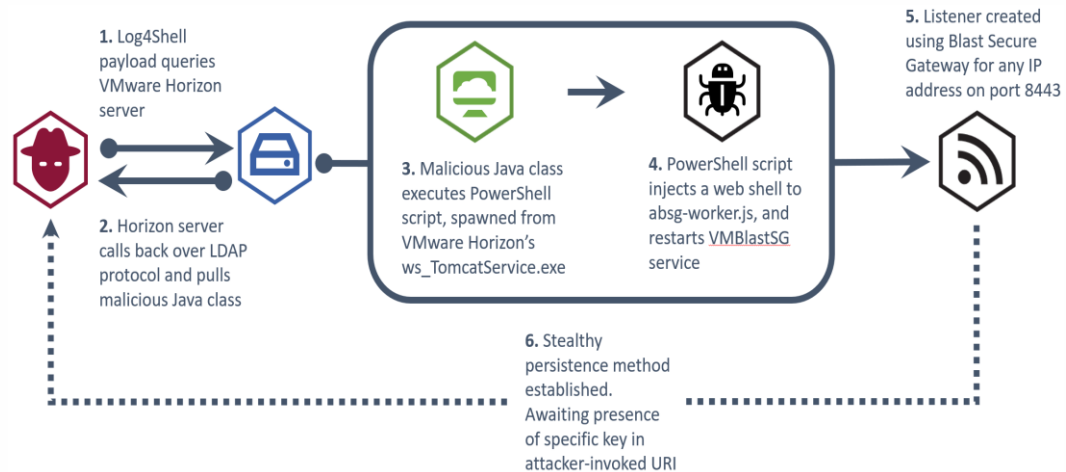 1. Log4Shell
payload queries
VMware Horizon
server
2. Horizon server
calls back over LDAP
protocol and pulls
malicious Java class
3. Malicious Java class
executes PowerShell
script, spawned from
VMware Horizon's
ws_TomcatService.exe
4. PowerShell script
injects a web shell to
absg-worker.js, and
restarts VMBlastSG
service
5. Listener created
using Blast Secure
Gateway for any IP
address on port 8443
6. Stealthy
persistence method
established.
Awaiting presence
of specific key in
attacker-invoked URI